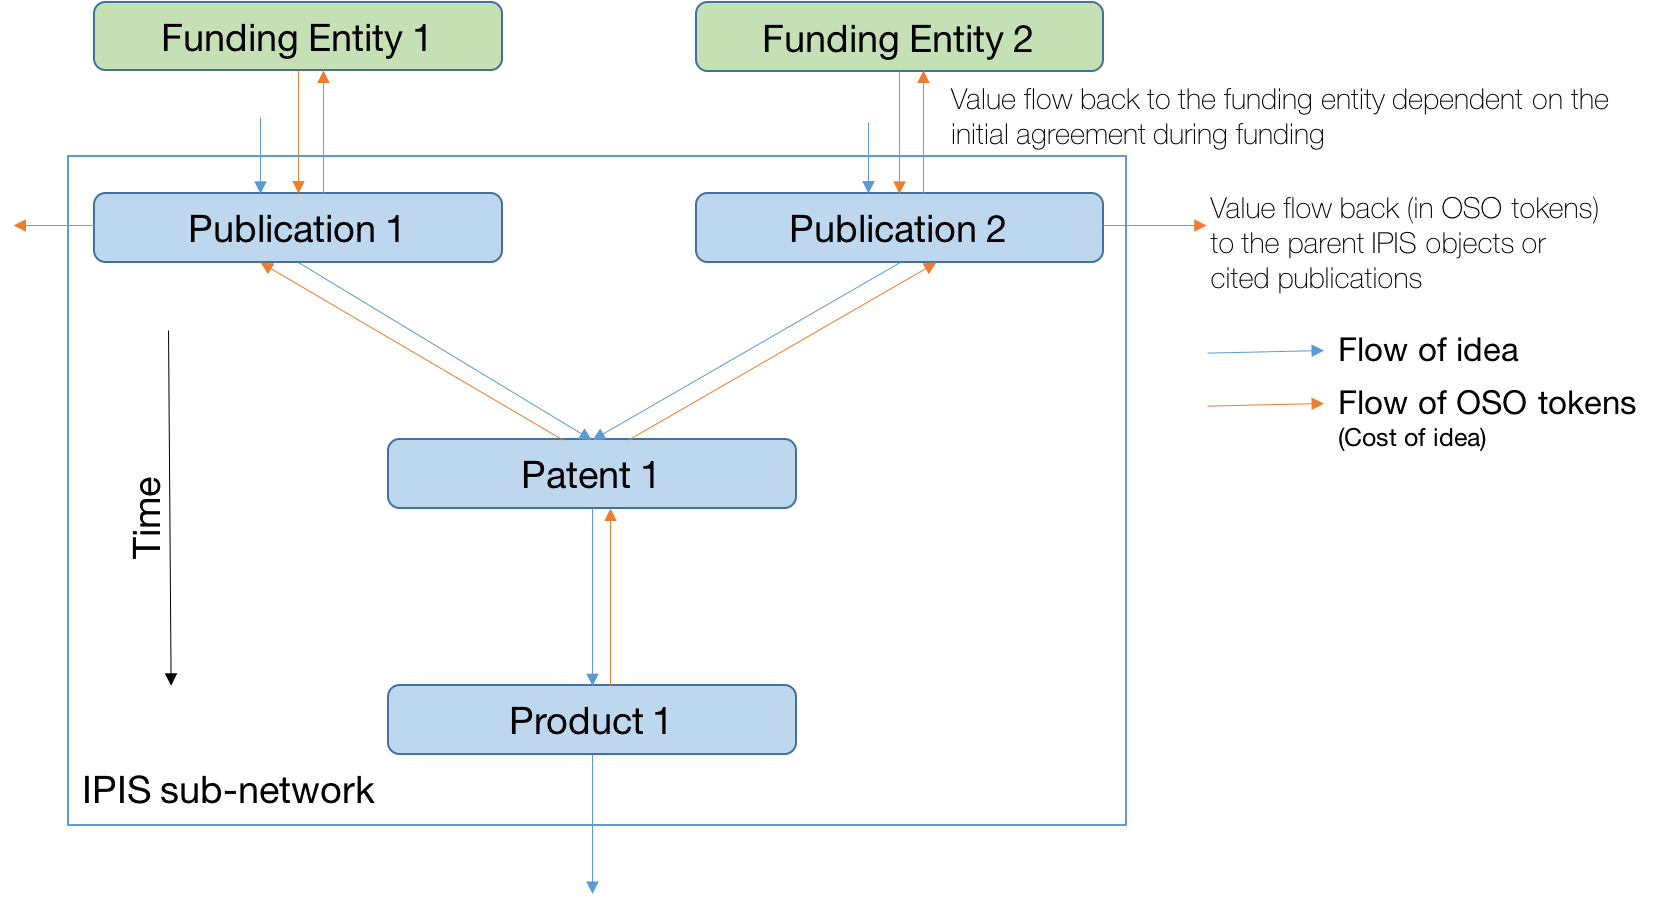 Funding Entity 1
Funding Entity 2
Value flow back to the funding entity dependent on the
initial agreement during funding
Publication 1
Publication 2
Value flow back (in OSO tokens)
to the parent IPIS objects or
cited publications
Flow of idea
Flow of OSO tokens
(Cost of idea)
Patent 1
Time
Product 1
IPIS sub-network